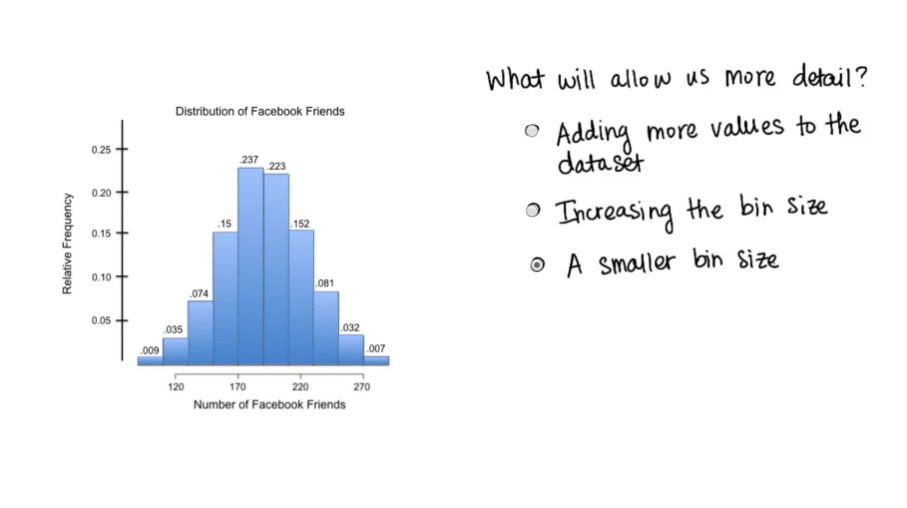 What will allow us more detail?
Distribution of Facebook Friends
Adding more values to the
dataset
0.25
.237
.223
0.20
Increasing the bin size
.15
.152
0.15
A smaller bin size
0.10
.081
.074
0.05
.035
.032
.009
.007
Relative Frequency
120 170 220 270
Number of Facebook Friends